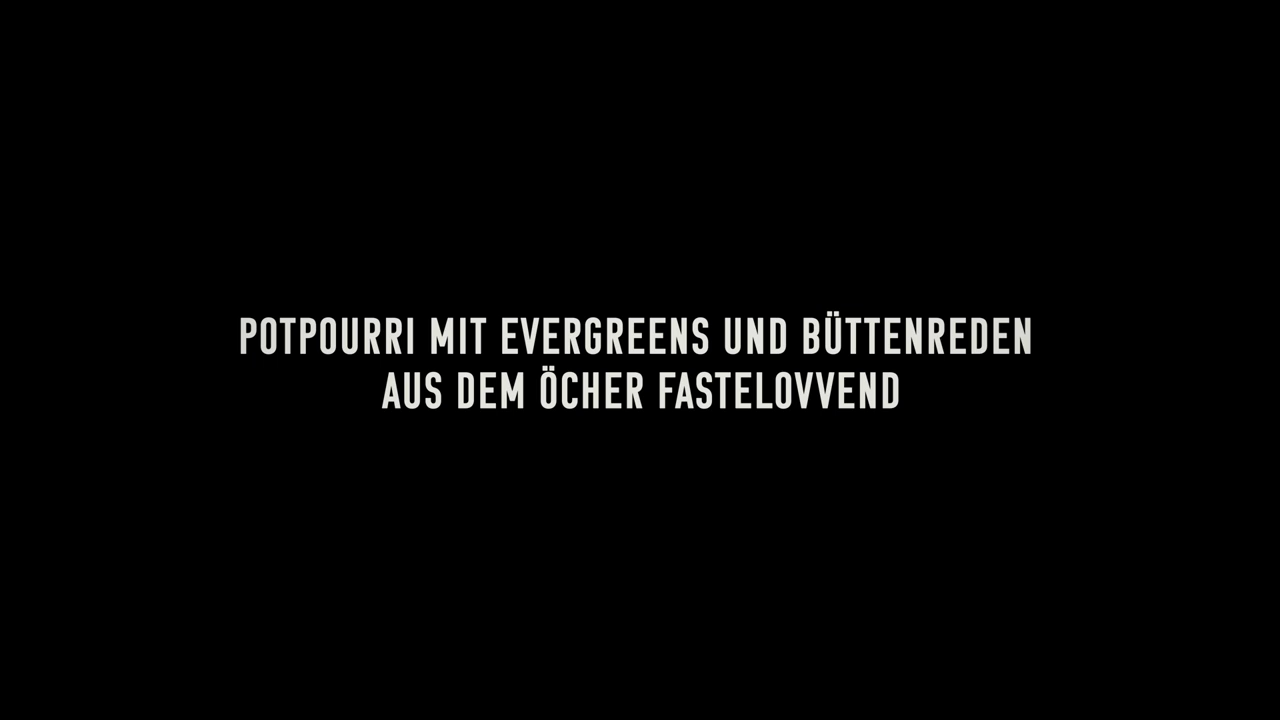 POTPOURRI MIT EVERGREENS UND BÜTTENREDEN
AUS DEM ÖCHER FASTELOVVEND